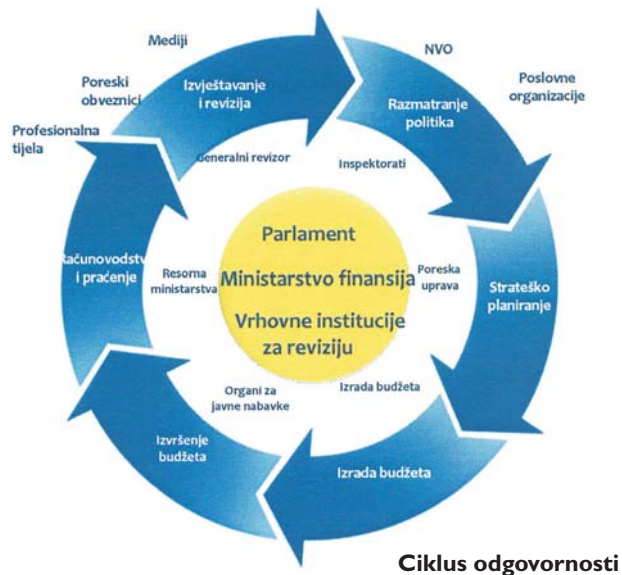 Mediji
NVO
Poreski
obveznici
Poslovne
organizacije
Profesionalna
tijela
Izvještavanje
i revizija
Razmatranje
politika
Generalni revizor
Inspektorati
Parlament
Ministarstvo finansija
Vrhovne institucije
za reviziju
Računovodstv
i praćenje
Resorna
ministarstva
Poreska
uprava
Strateško
planiranje
Organi za
javne nabavke
Izrada budžeta
Izvršenje
budžeta
Izrada budžeta
Ciklus odgovornosti